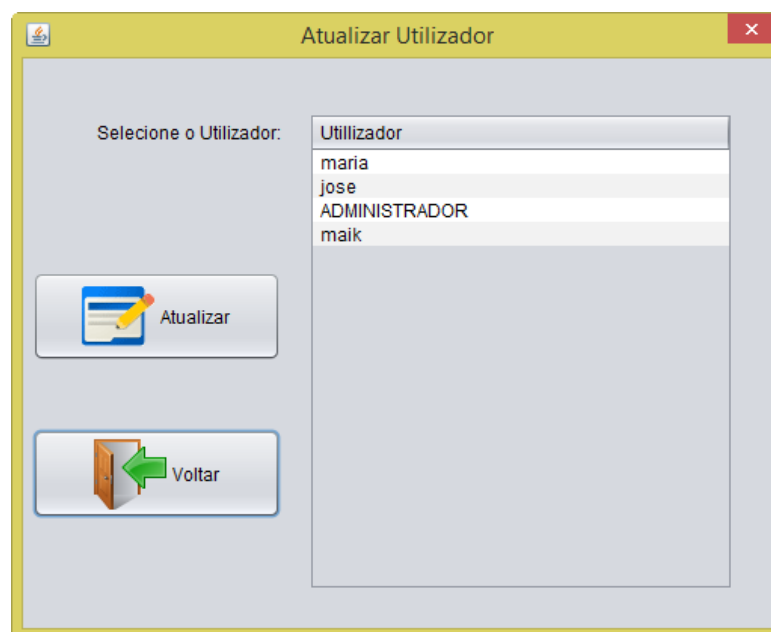 Atualizar Utilizador
Selecione o Utilizador:
Utillizador
maria
jose
ADMINISTRADOR
maik
Atualizar
Voltar